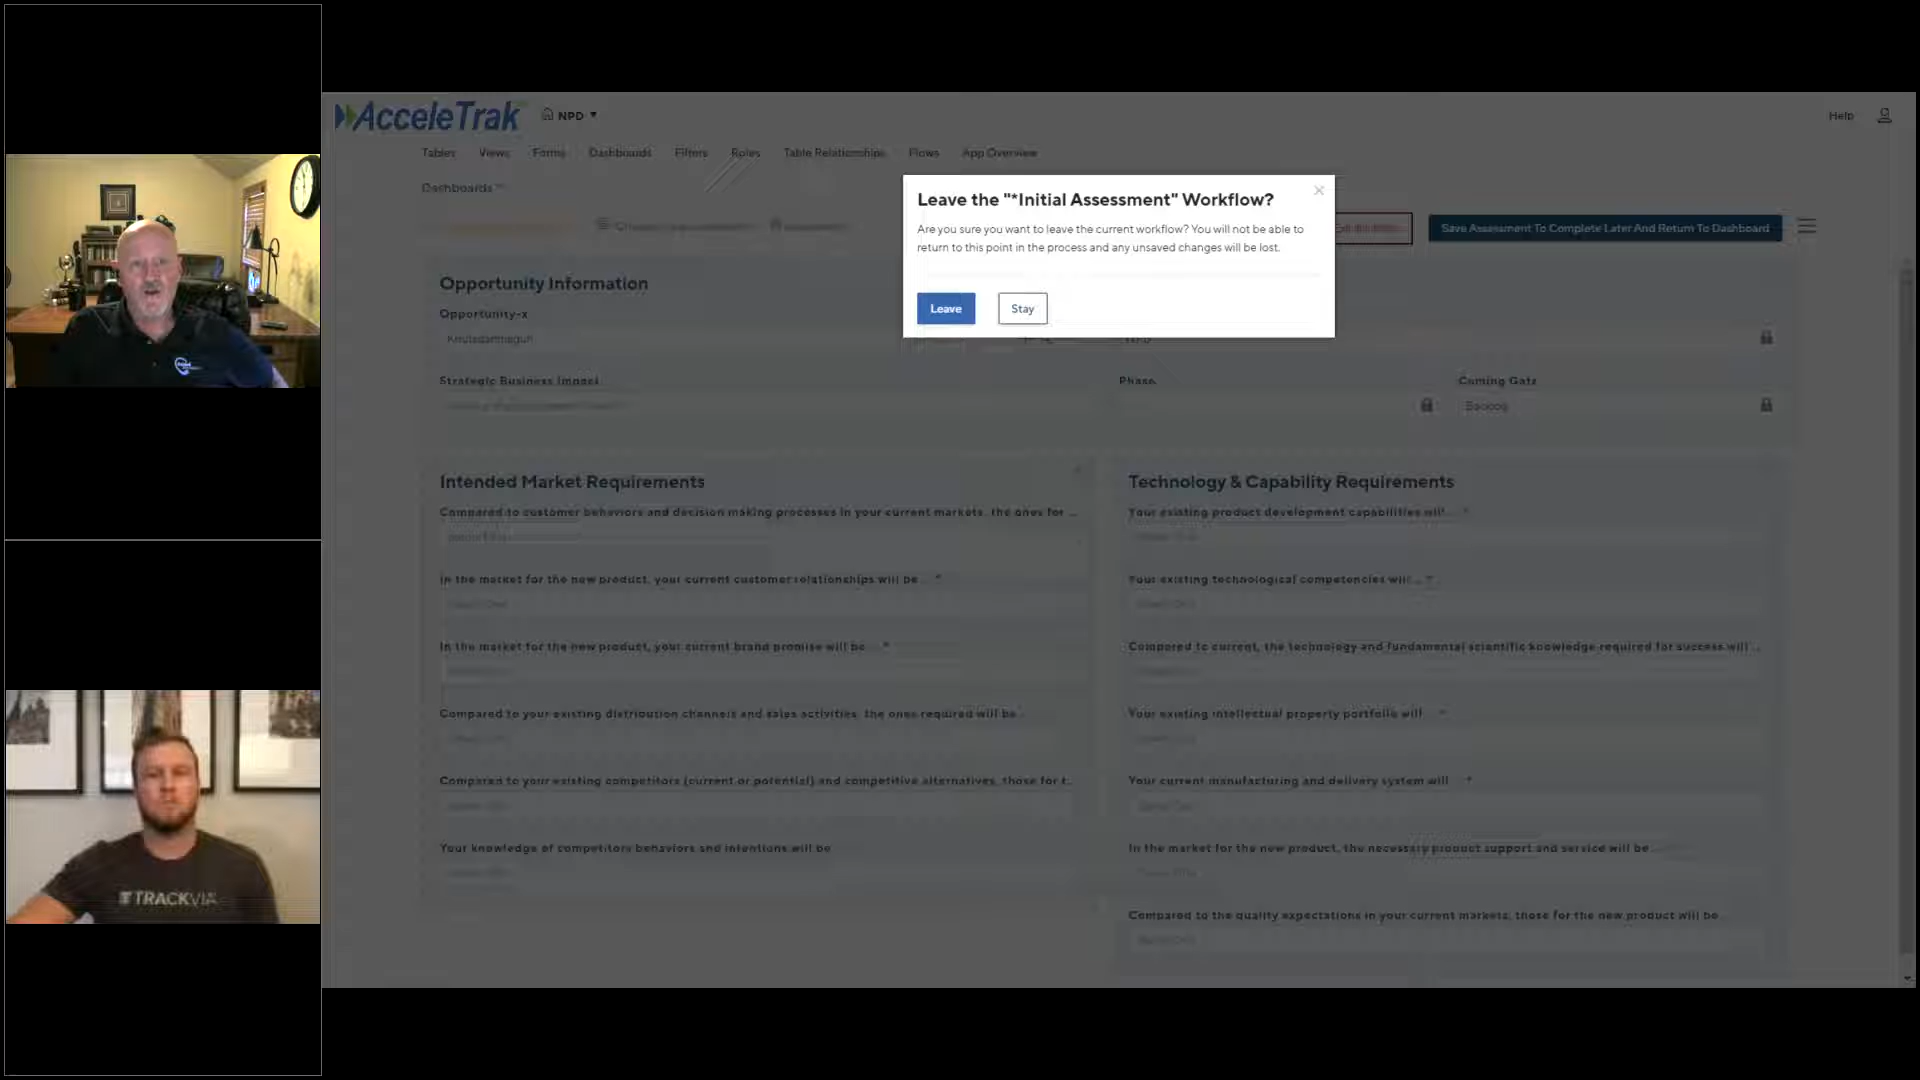 AcceleTrak
NPD
Help
Tables Views Forms Dashboards Filters Roles Table Relationships Flows App Overview
Dashboards
Leave the "*Initial Assessment" Workflow?
Are you sure you want to leave the current workflow? You will not be able to
return to this point in the process and any unsaved changes will be lost.
Leave Stay
Save Assessment To Complete Later And Return To Dashboard
Opportunity Information
Opportunity-x
Strategic Business Impact
Phase
Coming Gate
Backlog
Intended Market Requirements
Compared to customer behaviors and decision making processes in your current markets, the ones for ...
In the market for the new product, your current customer relationships will be... *
In the market for the new product, your current brand promise will be... *
Compared to your existing distribution channels and sales activities, the ones required will be...
Compared to your existing competitors (current or potential) and competitive alternatives, those for t...
Your knowledge of competitors behaviors and intentions will be
Technology & Capability Requirements
Your existing product development capabilities will... *
Your existing technological competencies will... *
Compared to current, the technology and fundamental scientific knowledge required for success will ...
Your existing intellectual property portfolio will... *
Your current manufacturing and delivery system will... *
In the market for the new product, the necessary product support and service will be...
Compared to the quality expectations in your current markets, those for the new product will be
TRACKVIA